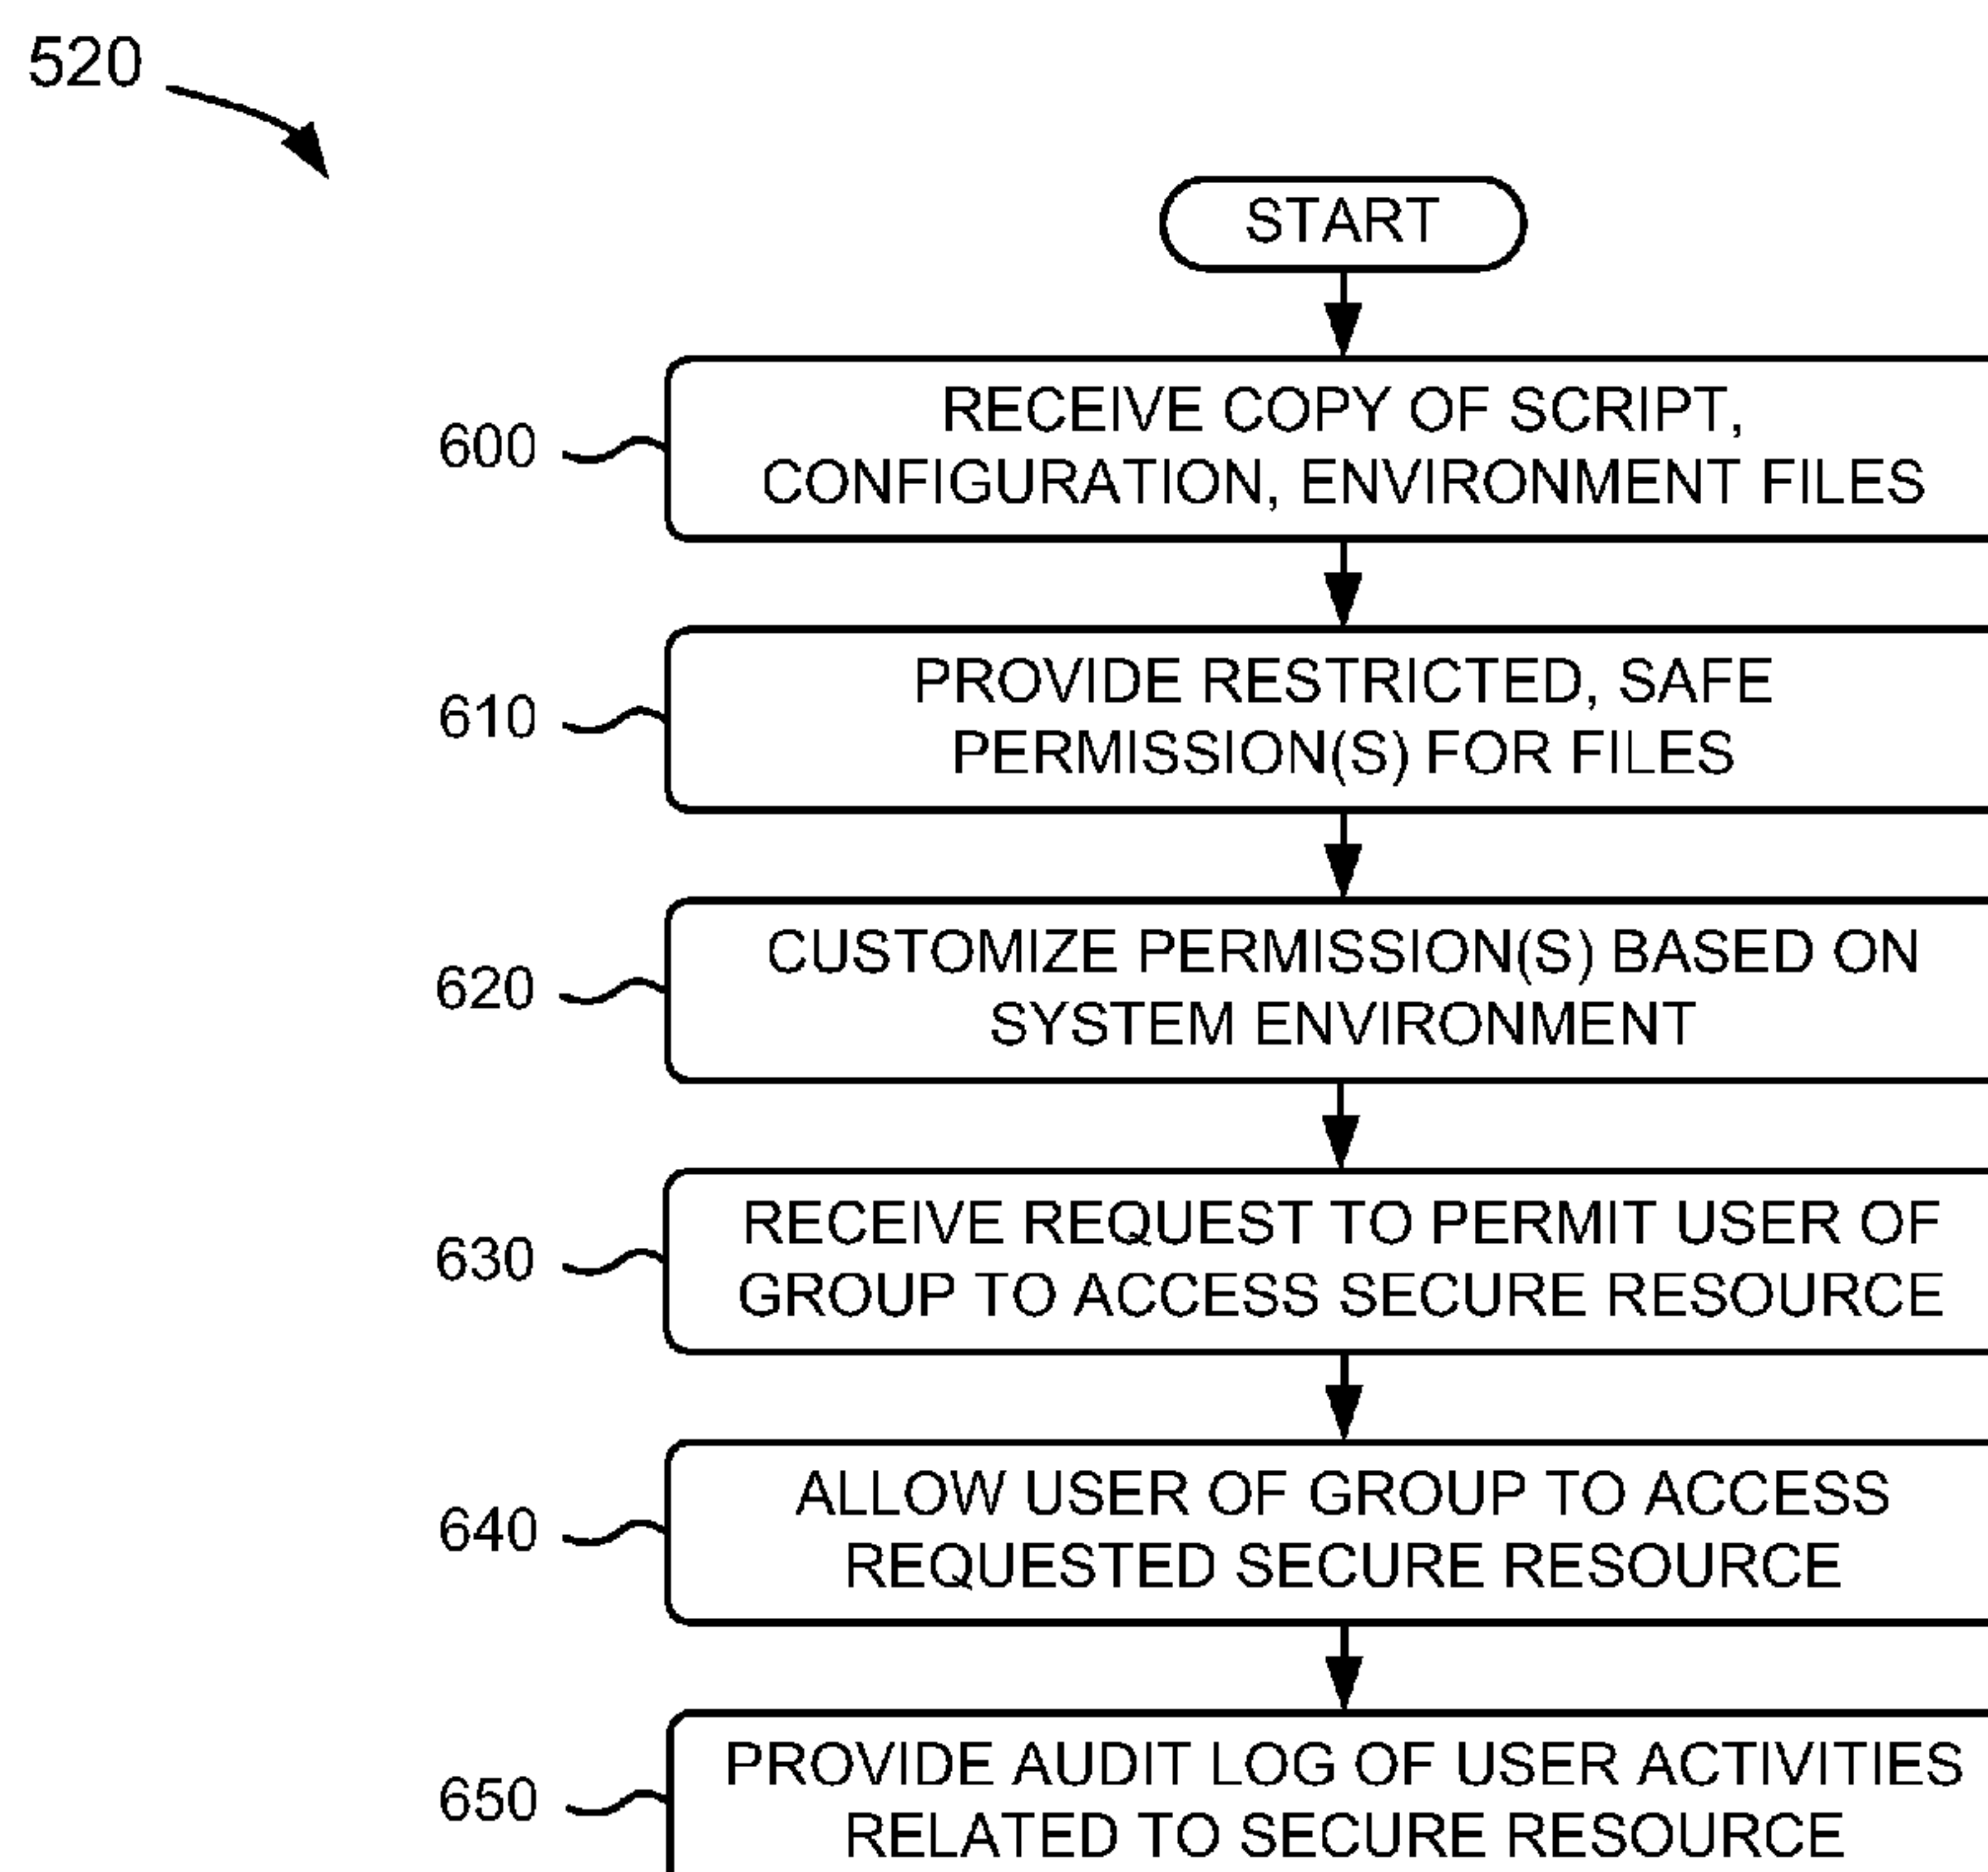 520
START
600
RECEIVE COPY OF SCRIPT,
CONFIGURATION, ENVIRONMENT FILES
610
PROVIDE RESTRICTED, SAFE
PERMISSION(S) FOR FILES
620
CUSTOMIZE PERMISSION(S) BASED ON
SYSTEM ENVIRONMENT
630
RECEIVE REQUEST TO PERMIT USER OF
GROUP TO ACCESS SECURE RESOURCE
640
ALLOW USER OF GROUP TO ACCESS
REQUESTED SECURE RESOURCE
650
PROVIDE AUDIT LOG OF USER ACTIVITIES
RELATED TO SECURE RESOURCE